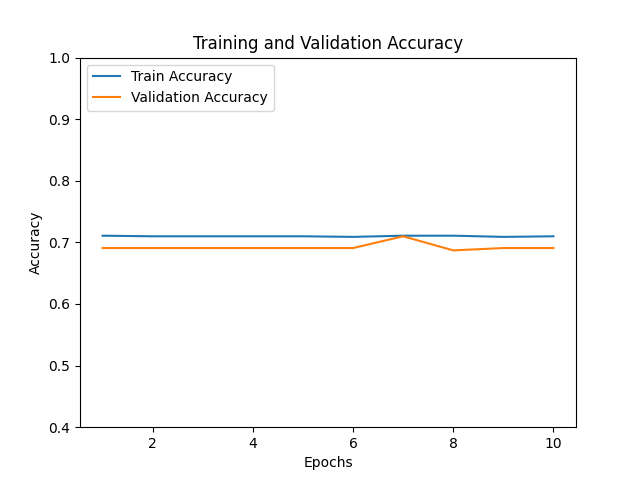 Training and Validation Accuracy
1.0
0.9
0.8
0.7
0.6
0.5
0.4
Accuracy
Train Accuracy
Validation Accuracy
2 4 6 8 10
Epochs